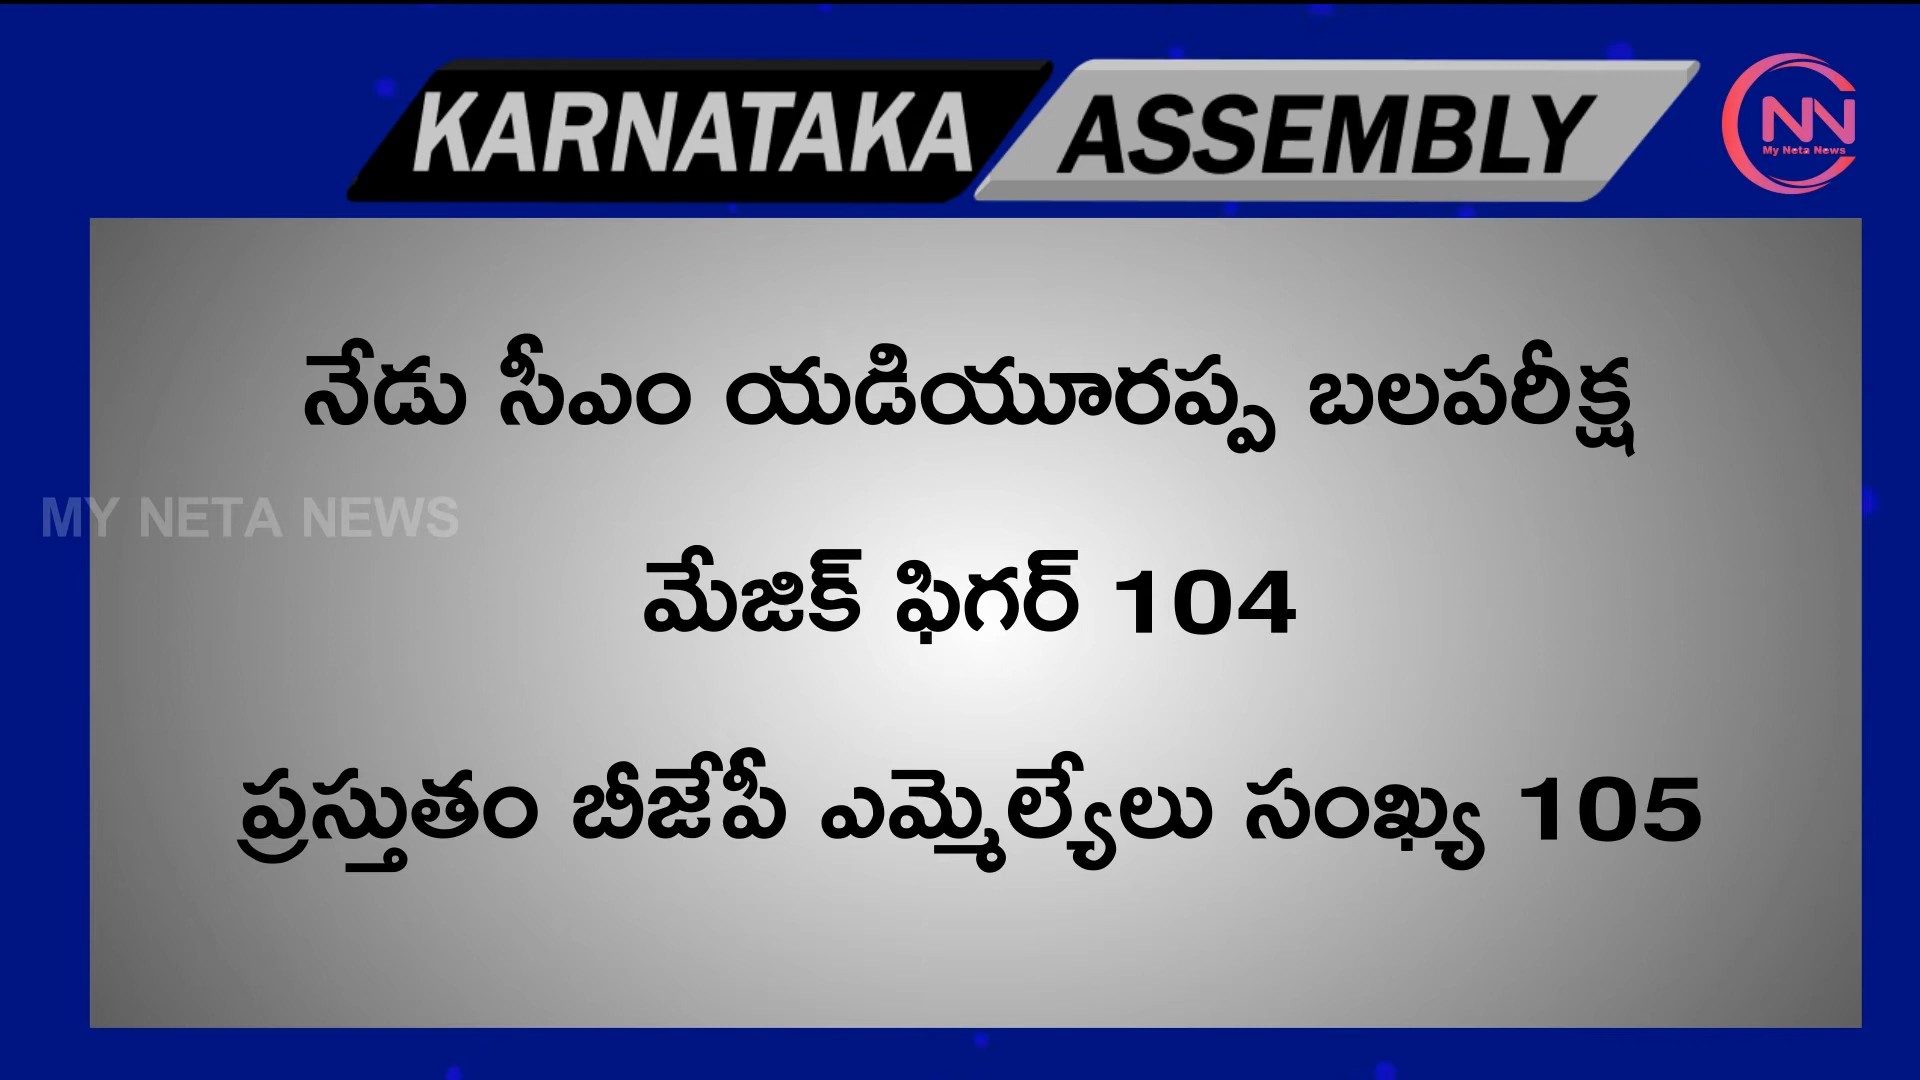 KARNATAKA ASSEMBLY
NN
My Neta News
నేడు సీఎం యడియూరప్ప బలపరీక్ష
MY NETA NEWS
మేజిక్ ఫిగర్ 104
ప్రస్తుతం బీజేపీ ఎమ్మెల్యేలు సంఖ్య 105